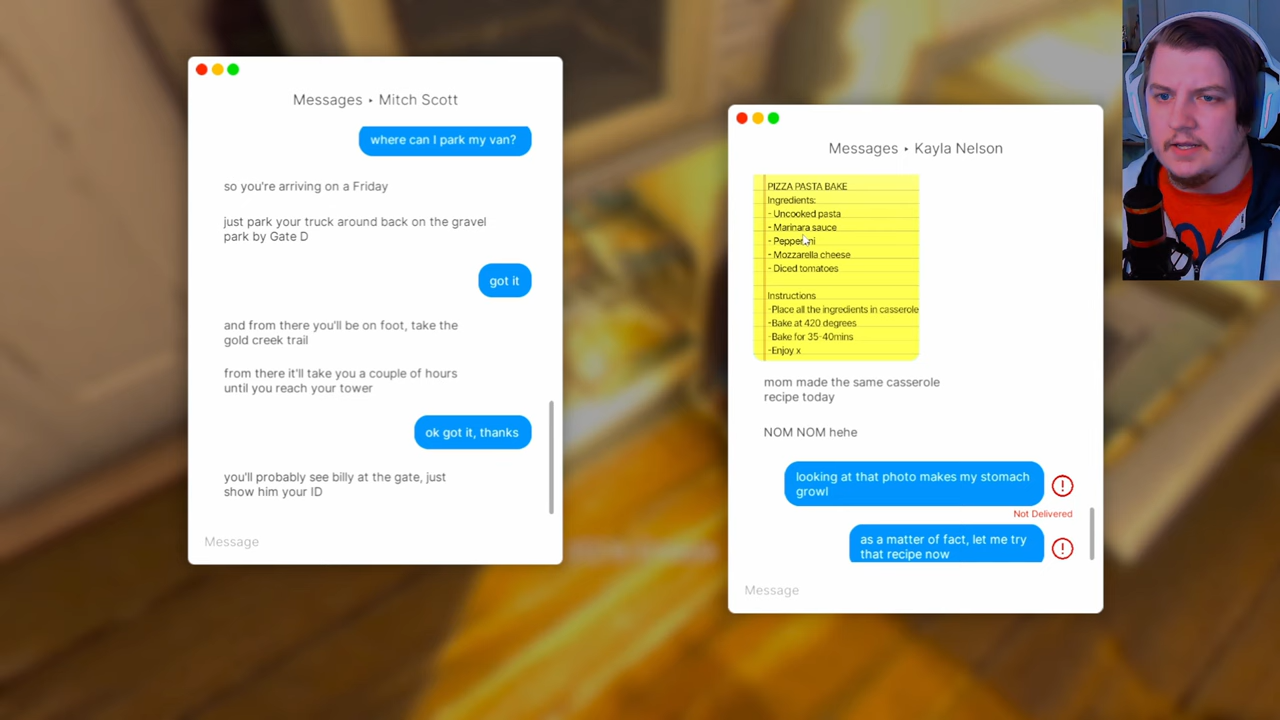 Messages ‣ Mitch Scott
where can I park my van?
so you're arriving on a Friday
just park your truck around back on the gravel
park by Gate D
got it
and from there you'll be on foot, take the
gold creek trail
from there it'll take you a couple of hours
until you reach your tower
ok got it, thanks
you'll probably see billy at the gate, just
show him your ID
Message
Messages ‣ Kayla Nelson
PIZZA PASTA BAKE
Ingredients:
- Uncooked pasta
- Marinara sauce
- Pepperoni
- Mozzarella cheese
- Diced tomatoes
Instructions
-Place all the ingredients in casserole
-Bake at 420 degrees
-Bake for 35-40mins
-Enjoy x
mom made the same casserole
recipe today
NOM NOM hehe
looking at that photo makes my stomach
growl
!
Not Delivered
as a matter of fact, let me try
that recipe now
!
Message